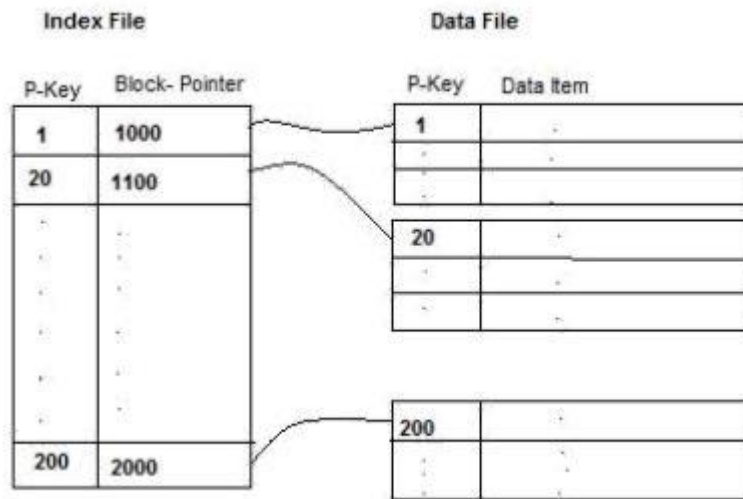 Index File
Data File
P-Key Block- Pointer
P-Key Data Item
1 1000
1
20 1100
20
200 2000
200